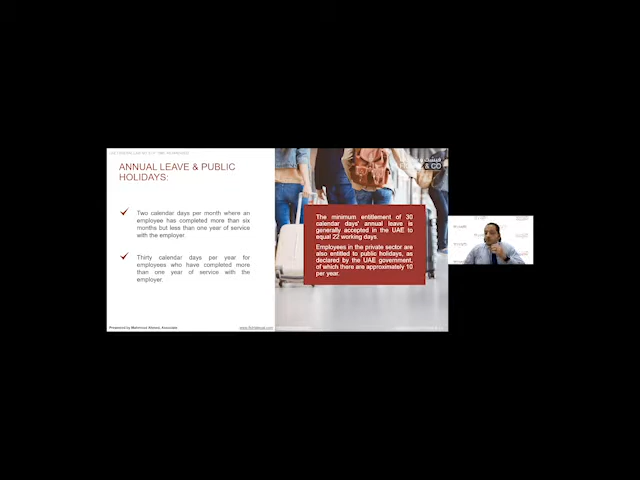 ANNUAL LEAVE & PUBLIC
HOLIDAYS:
Two calendar days per month where an
employee has completed more than six
months but less than one year of service
with the employer.
Thirty calendar days per year for
employees who have completed more
than one year of service with the
employer.
& CO
The minimum entitlement of 30
calendar days' annual leave is
generally accepted in the UAE to
equal 22 working days.
Employees in the private sector are
also entitled to public holidays, as
declared by the UAE government,
of which there are approximately 10
per year.
Prepared by Mahmoud Associate